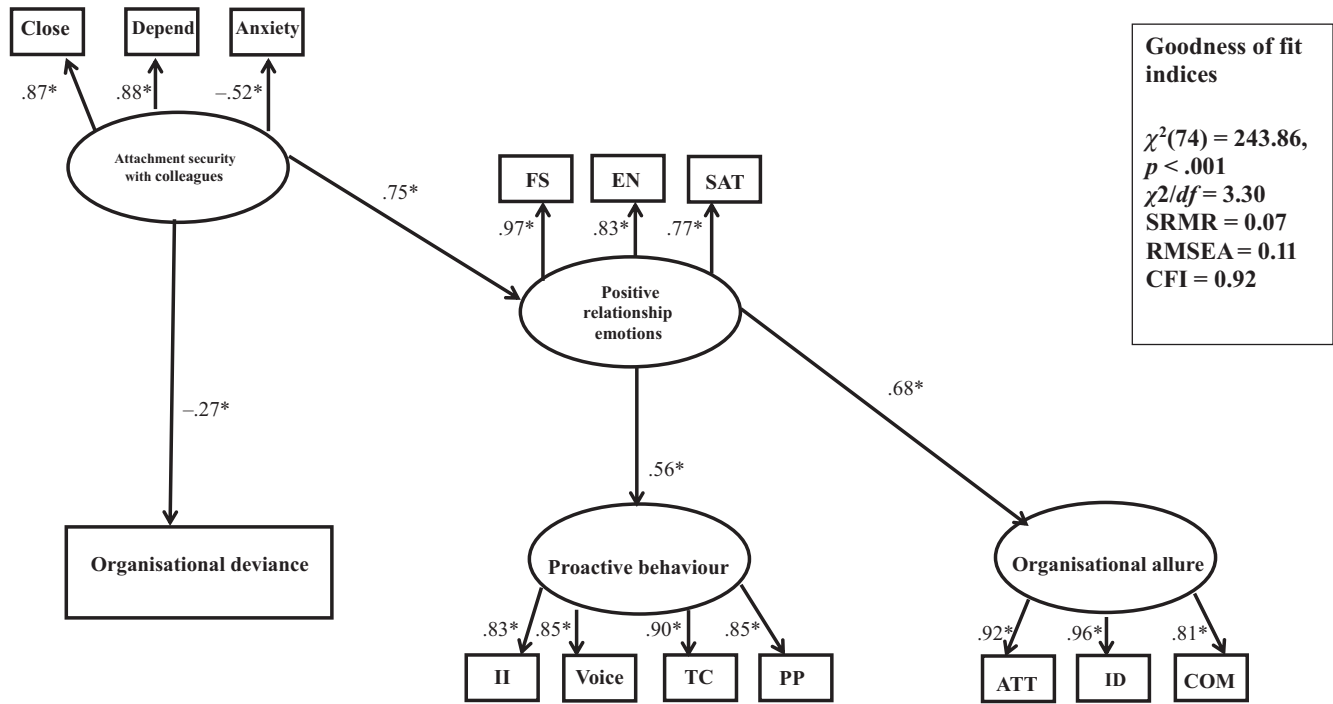 Close
Depend
Anxiety
.87*
.88*
–.52*
Attachment security
with colleagues
.75*
FS
EN
SAT
.97*
.83*
.77*
Positive
relationship
emotions
Goodness of fit
indices
χ²(74) = 243.86,
p < .001
χ2/df = 3.30
SRMR = 0.07
RMSEA = 0.11
CFI = 0.92
–.27*
.56*
.68*
Organisational deviance
Proactive behaviour
Organisational allure
.83*
.85*
.90*
.85*
.92*
.96*
.81*
II
Voice
TC
PP
ATT
ID
COM